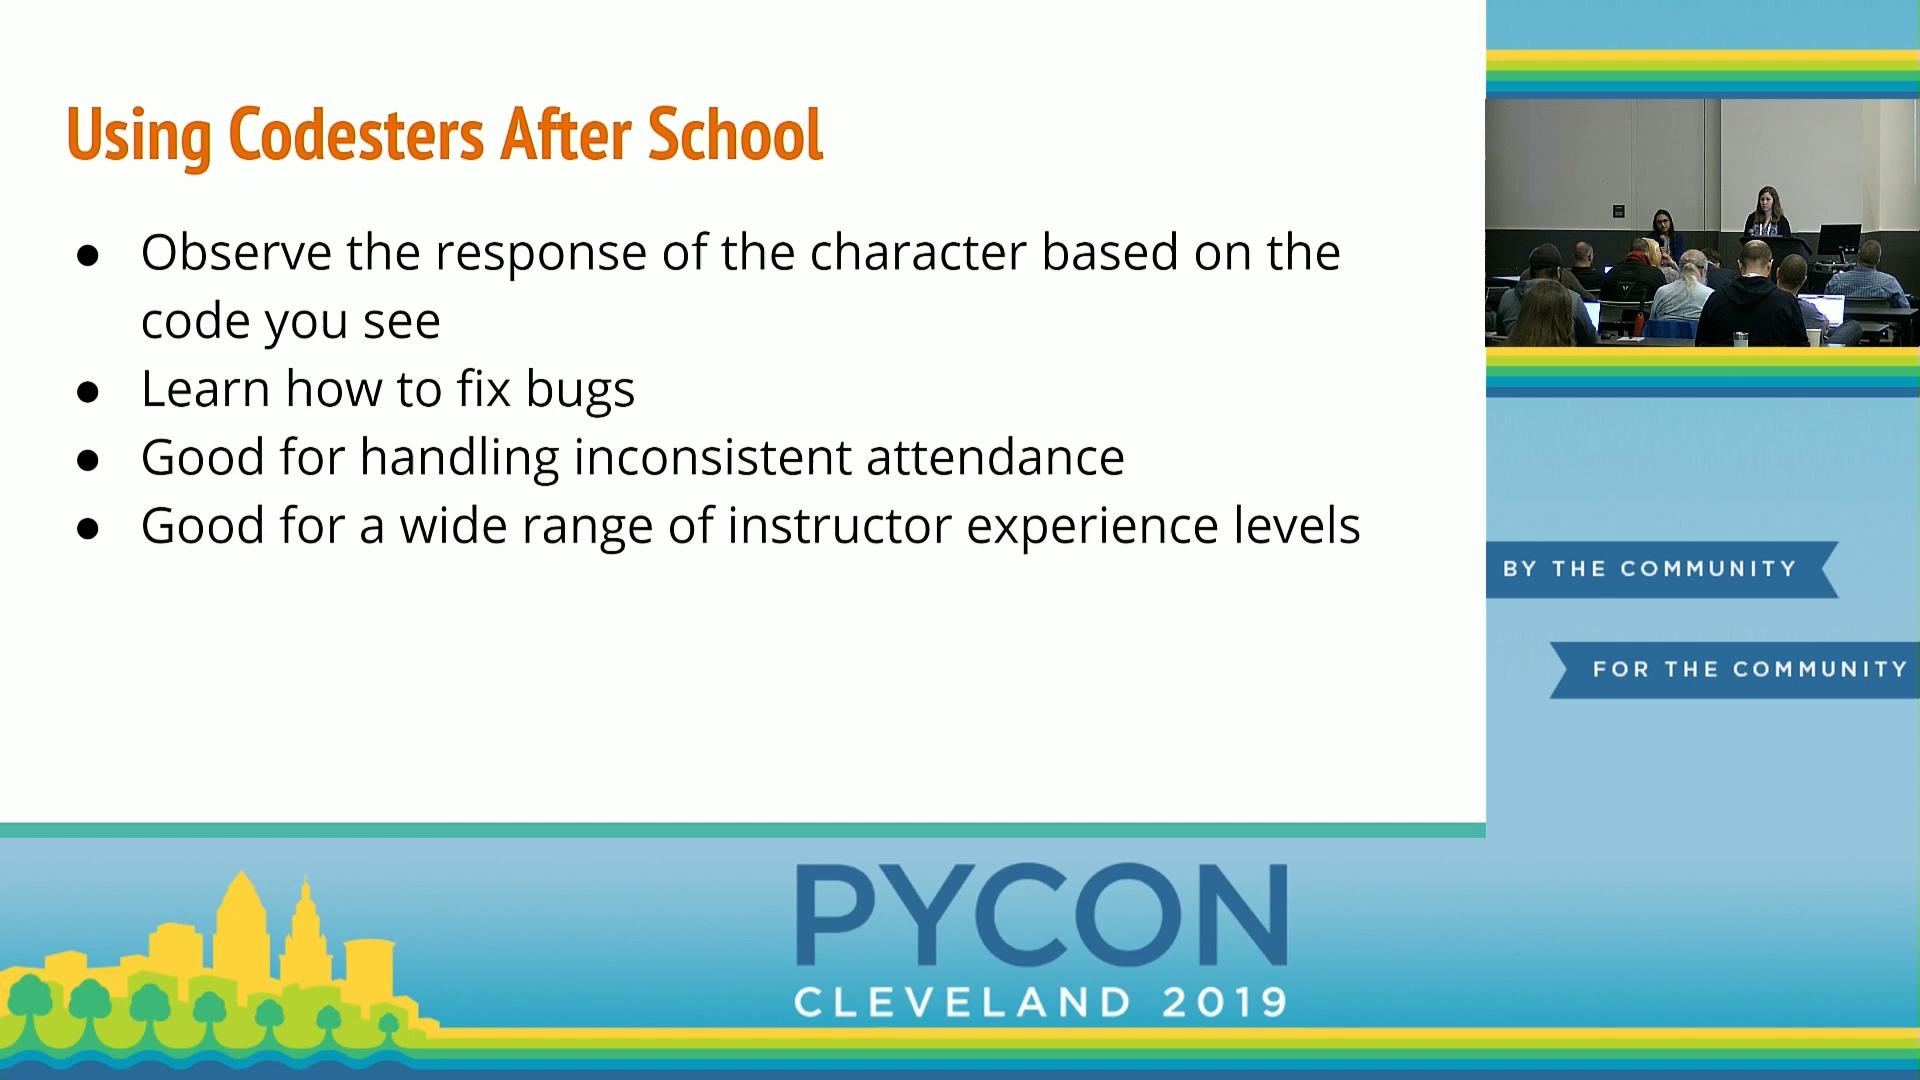 Using Codesters After School
● Observe the response of the character based on the
code you see
● Learn how to fix bugs
● Good for handling inconsistent attendance
● Good for a wide range of instructor experience levels
BY THE COMMUNITY
FOR THE COMMUNITY
PYCON
CLEVELAND 2019